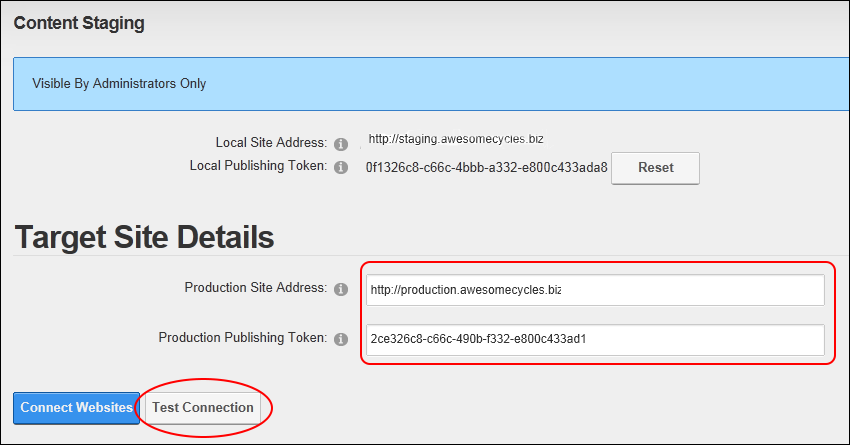 Content Staging
Visible By Administrators Only
Local Site Address: http://staging.awesomecycles.biz
Local Publishing Token: 0f1326c8-c66c-4bbb-a332-e800c433ada8 Reset
Target Site Details
Production Site Address: http://production.awesomecycles.biz
Production Publishing Token: 2ce326c8-c66c-490b-f332-e800c433ad1
Connect Websites Test Connection